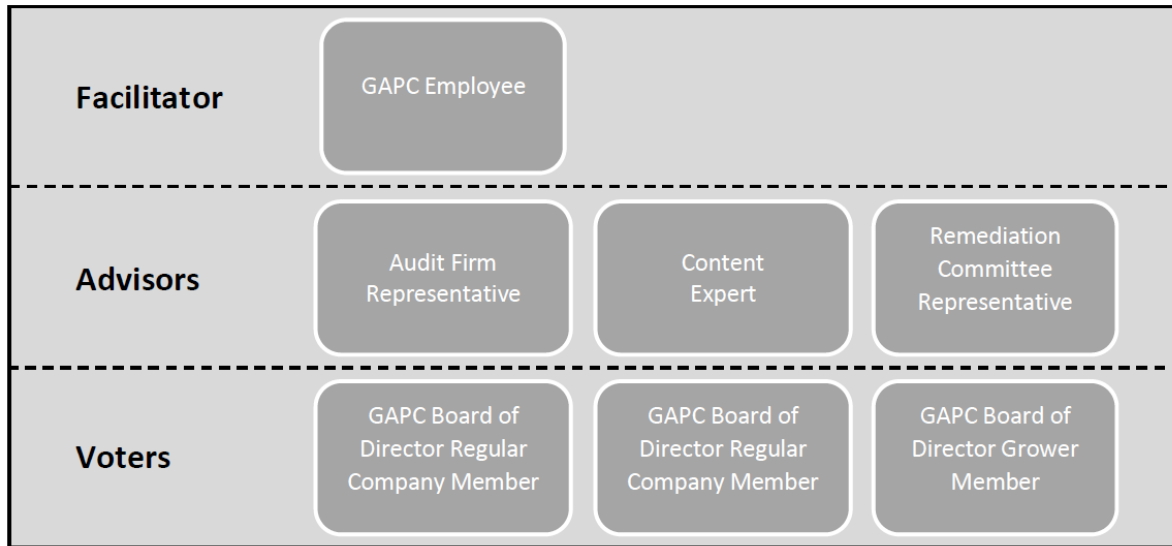 Facilitator
GAPC Employee
Advisors
Audit Firm
Representative
Content
Expert
Remediation
Committee
Representative
Voters
GAPC Board of
Director Regular
Company Member
GAPC Board of
Director Regular
Company Member
GAPC Board of
Director Grower
Member